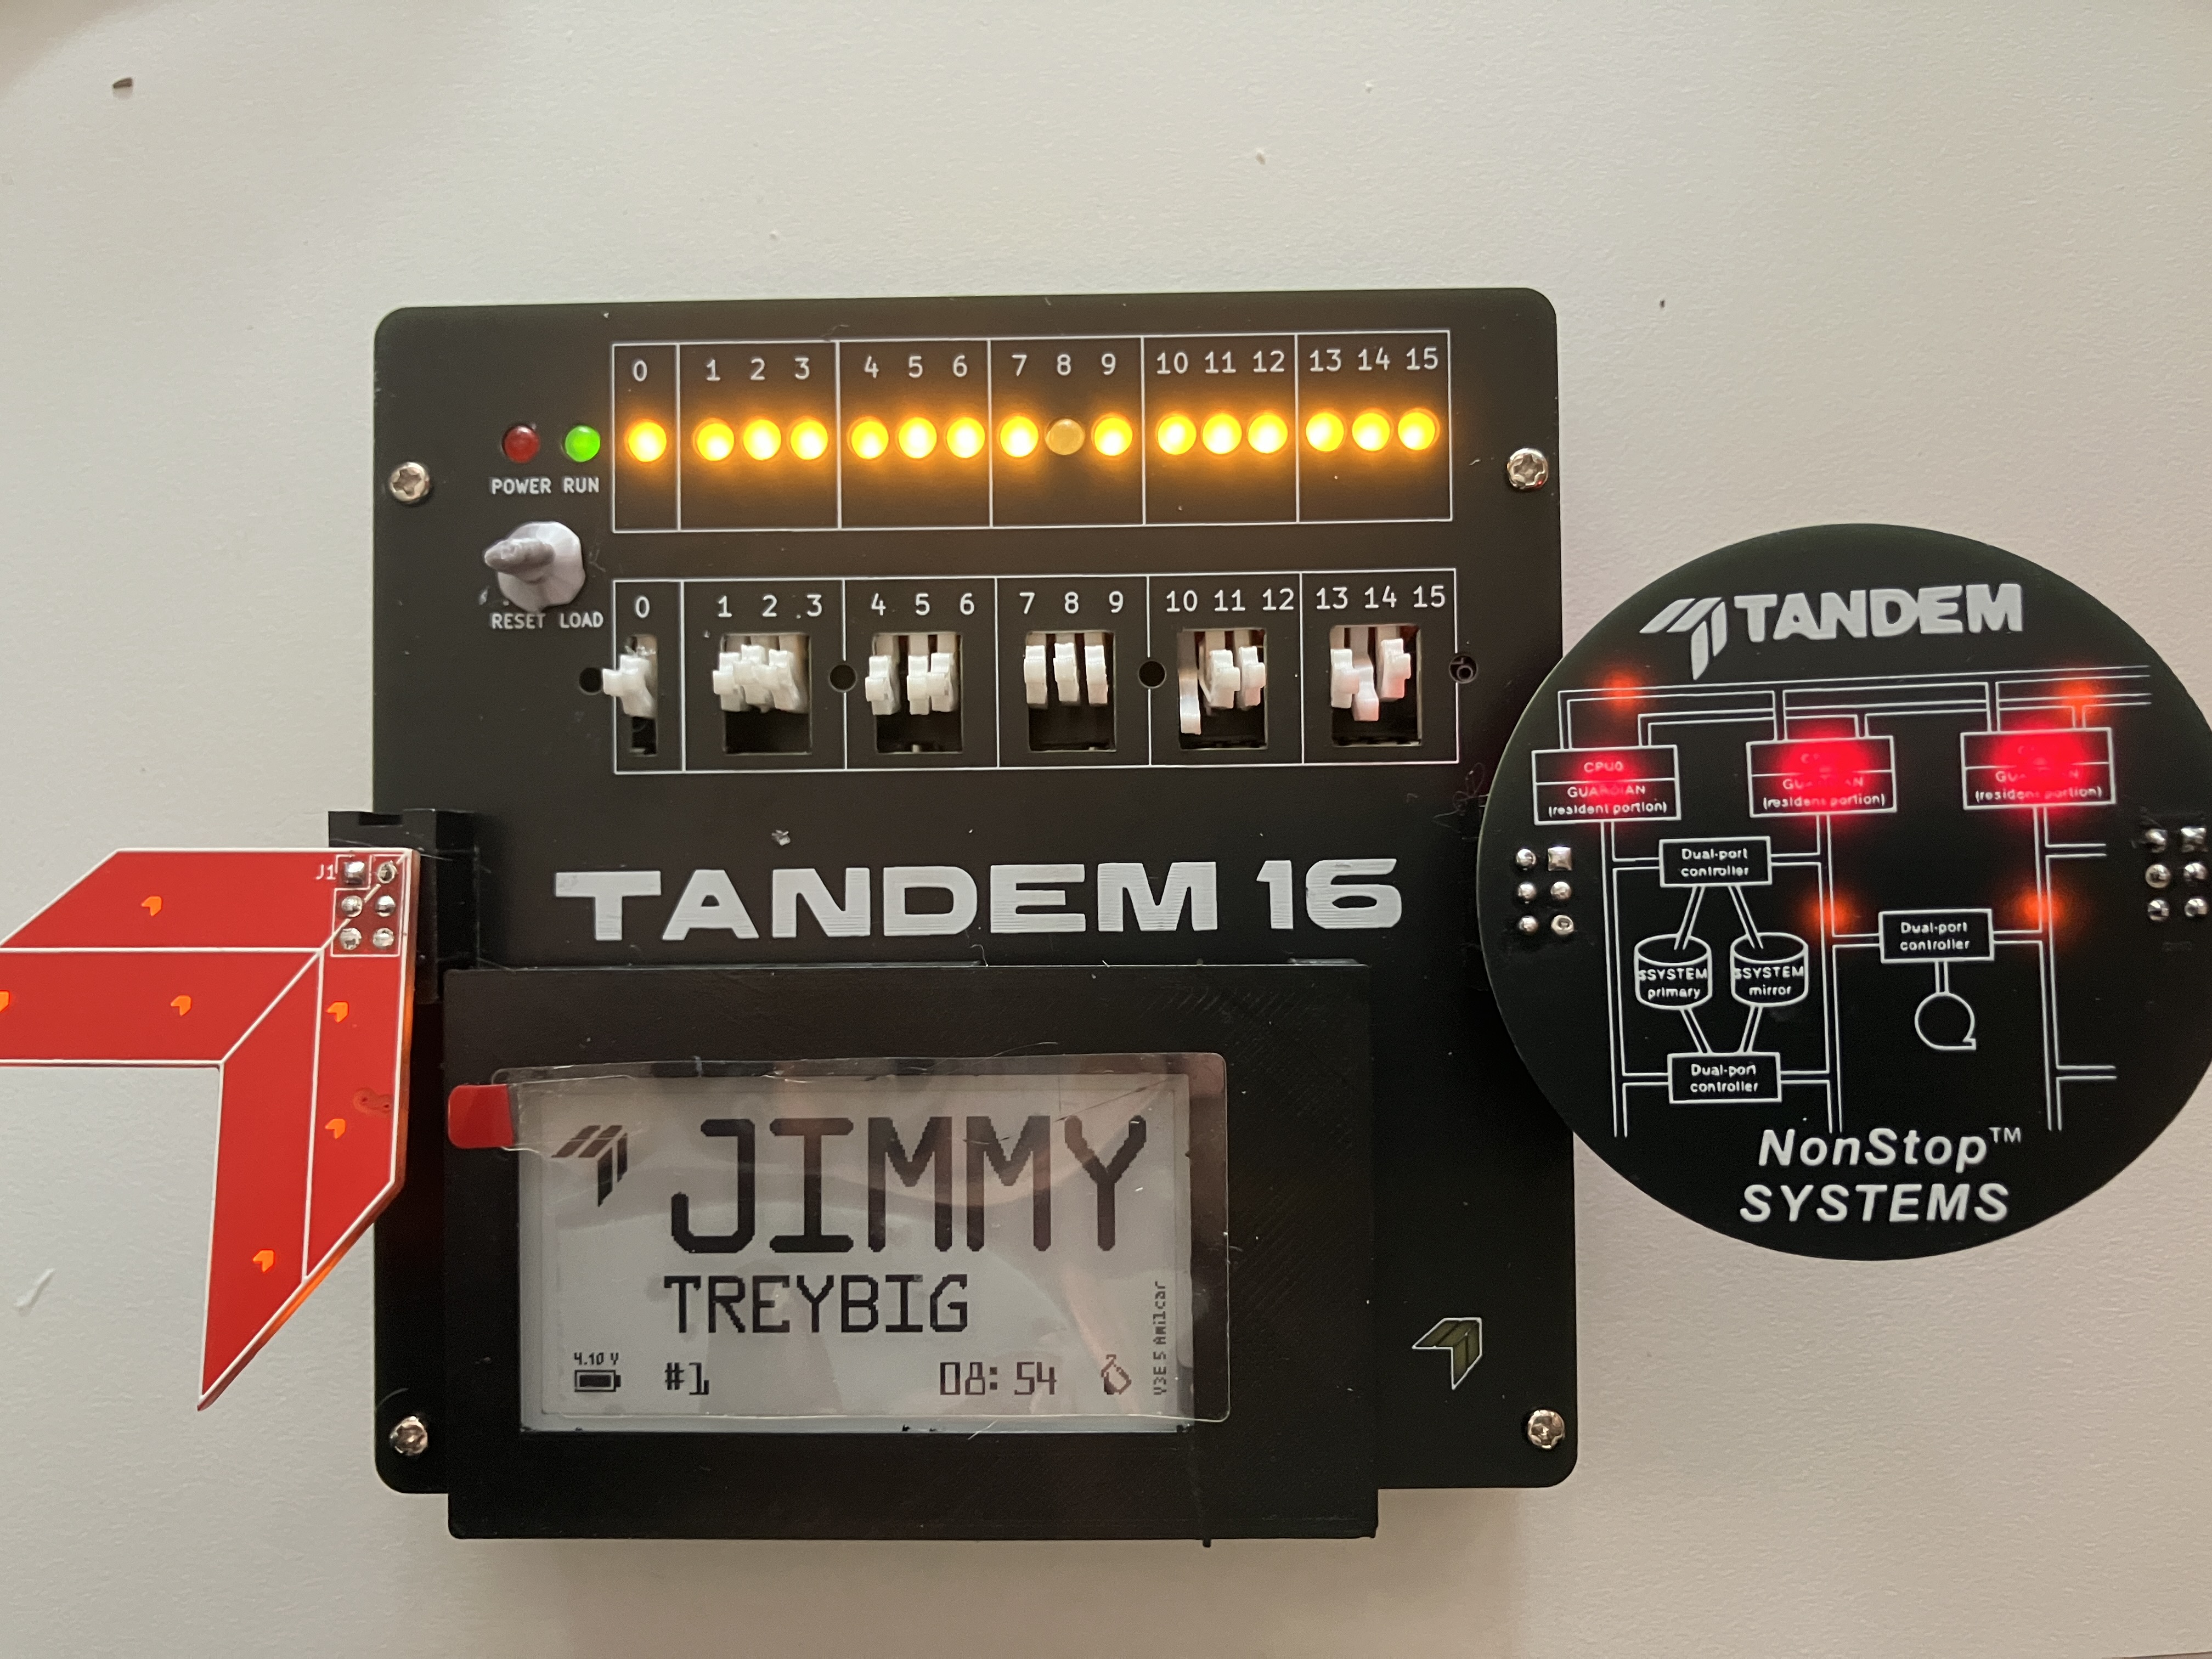 0 1 2 3 4 5 6 7 8 9 10 11 12 13 14 15
POWER RUN
RESET LOAD
0 1 2 3 4 5 6 7 8 9 10 11 12 13 14 15
TANDEM 16
J1
JIMMY
TREYBIG
4.10 V
#1
08:54
V3E5 Amilcar
TANDEM
CPU0
GUARDIAN
(resident portion)
GUARDIAN
(resident portion)
GUARDIAN
(resident portion)
Dual-port
controller
$SYSTEM
primary
$SYSTEM
mirror
Dual-port
controller
Dual-port
controller
NonStop™
SYSTEMS